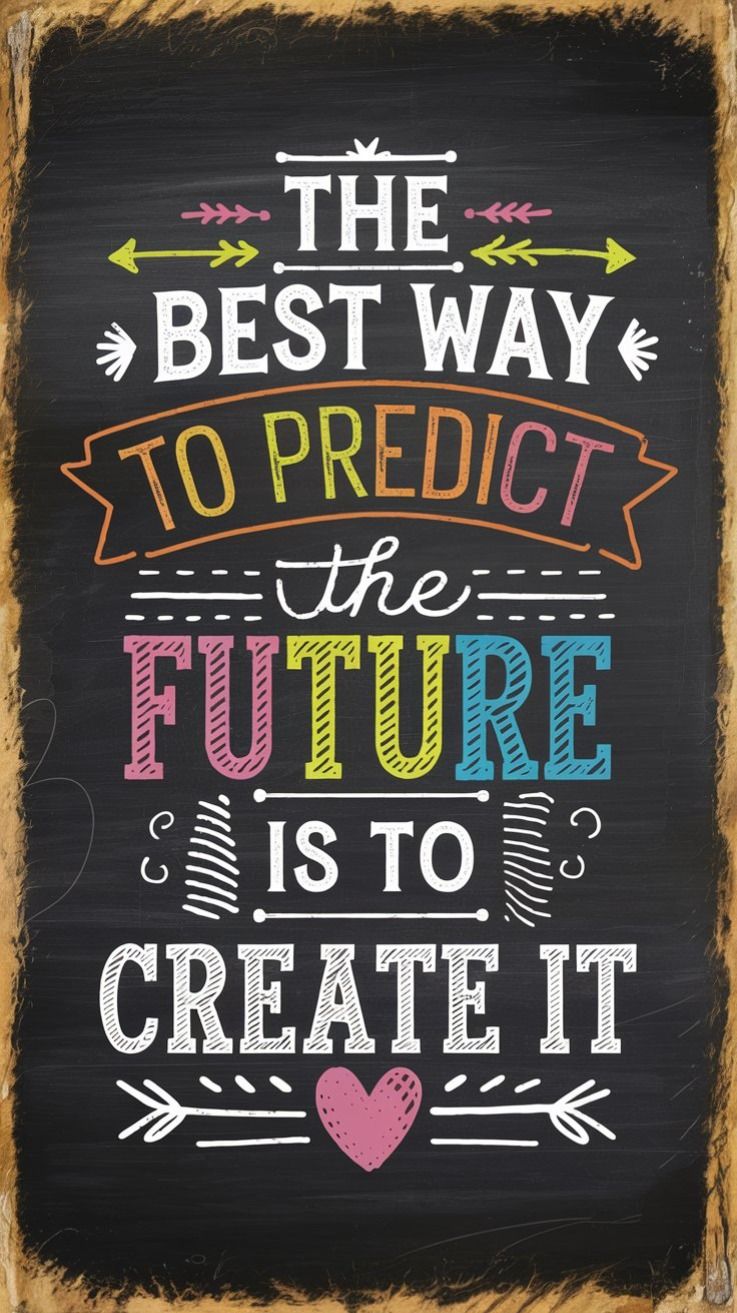 THE
BEST WAY
TO PREDICT
the
FUTURE
IS TO
CREATE IT